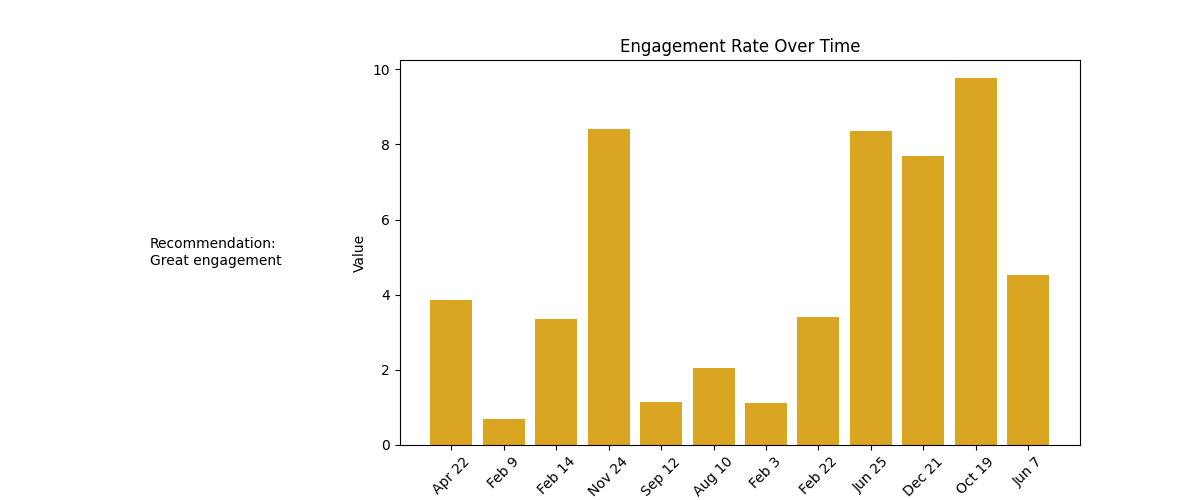 Engagement Rate Over Time
Recommendation:
Great engagement
Value
10
8
6
4
2
0
Apr 22
Feb 9
Feb 14
Nov 24
Sep 12
Aug 10
Feb 3
Feb 22
Jun 25
Dec 21
Oct 19
Jun 7